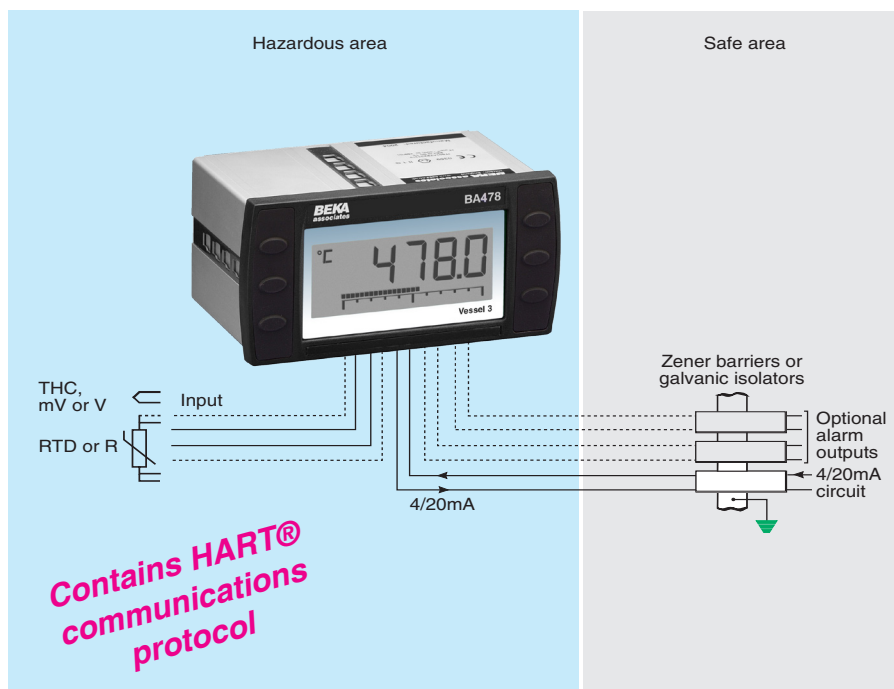 Hazardous area
Safe area
BEKA
associates
BA478
°C
478.0
Vessel 3
Zener barriers or
galvanic isolators
THC,
mV or V
Input
RTD or R
Optional
alarm
outputs
4/20mA
circuit
4/20mA
Contains HART®
communications
protocol